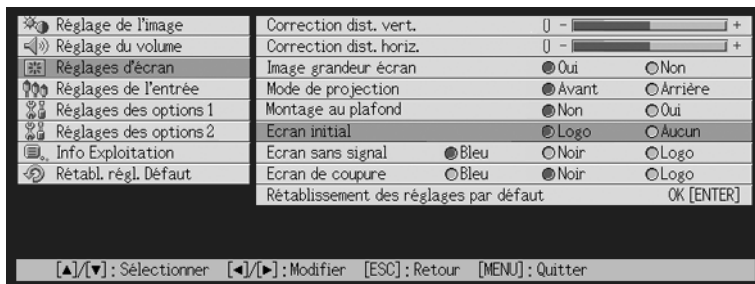 Réglage de l'image
Réglage du volume
Réglages d'écran
Réglages de l'entrée
Réglages des options 1
Réglages des options 2
Info Exploitation
Rétabl. régl. Défaut
Correction dist. vert. 0 - +
Correction dist. horiz. 0 - +
Image grandeur écran Oui Non
Mode de projection Avant Arrière
Montage au plafond Non Oui
Ecran initial Logo Aucun
Ecran sans signal Bleu Noir Logo
Ecran de coupure Bleu Noir Logo
Rétablissement des réglages par défaut OK [ENTER]
[▲]/[▼] : Sélectionner [◄]/[►] : Modifier [ESC] : Retour [MENU] : Quitter